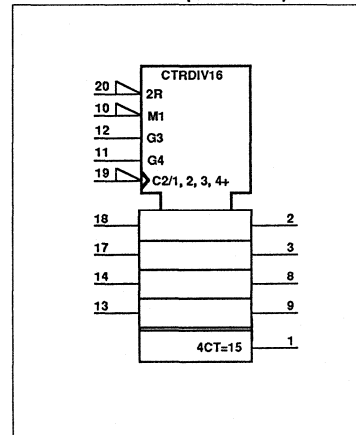 CTRDIV16
20 2R
10 M1
12 G3
11 G4
19 C2/1, 2, 3, 4+
18 2
17 3
14 8
13 9
4CT=15 1